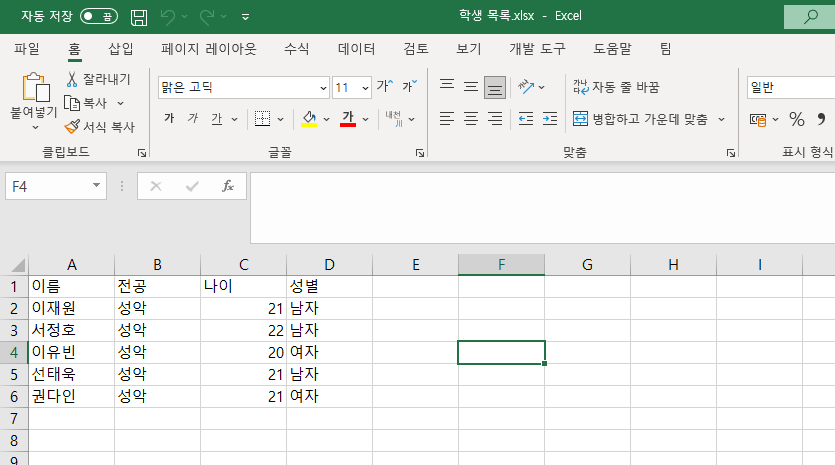 자동 저장 끔 학생 목록.xlsx - Excel
파일 홈 삽입 페이지 레이아웃 수식 데이터 검토 보기 개발 도구 도움말 팀
붙여넣기 잘라내기 맑은 고딕 11 가 가 가나다 자동 줄 바꿈 일반
복사
서식 복사 가 가 가 가 내천 병합하고 가운데 맞춤 % 9
클립보드 글꼴 맞춤 표시 형식
F4 fx
A B C D E F G H I
1 이름 전공 나이 성별
2 이재원 성악 21 남자
3 서정호 성악 22 남자
4 이유빈 성악 20 여자
5 선태욱 성악 21 남자
6 권다인 성악 21 여자
7
8
9